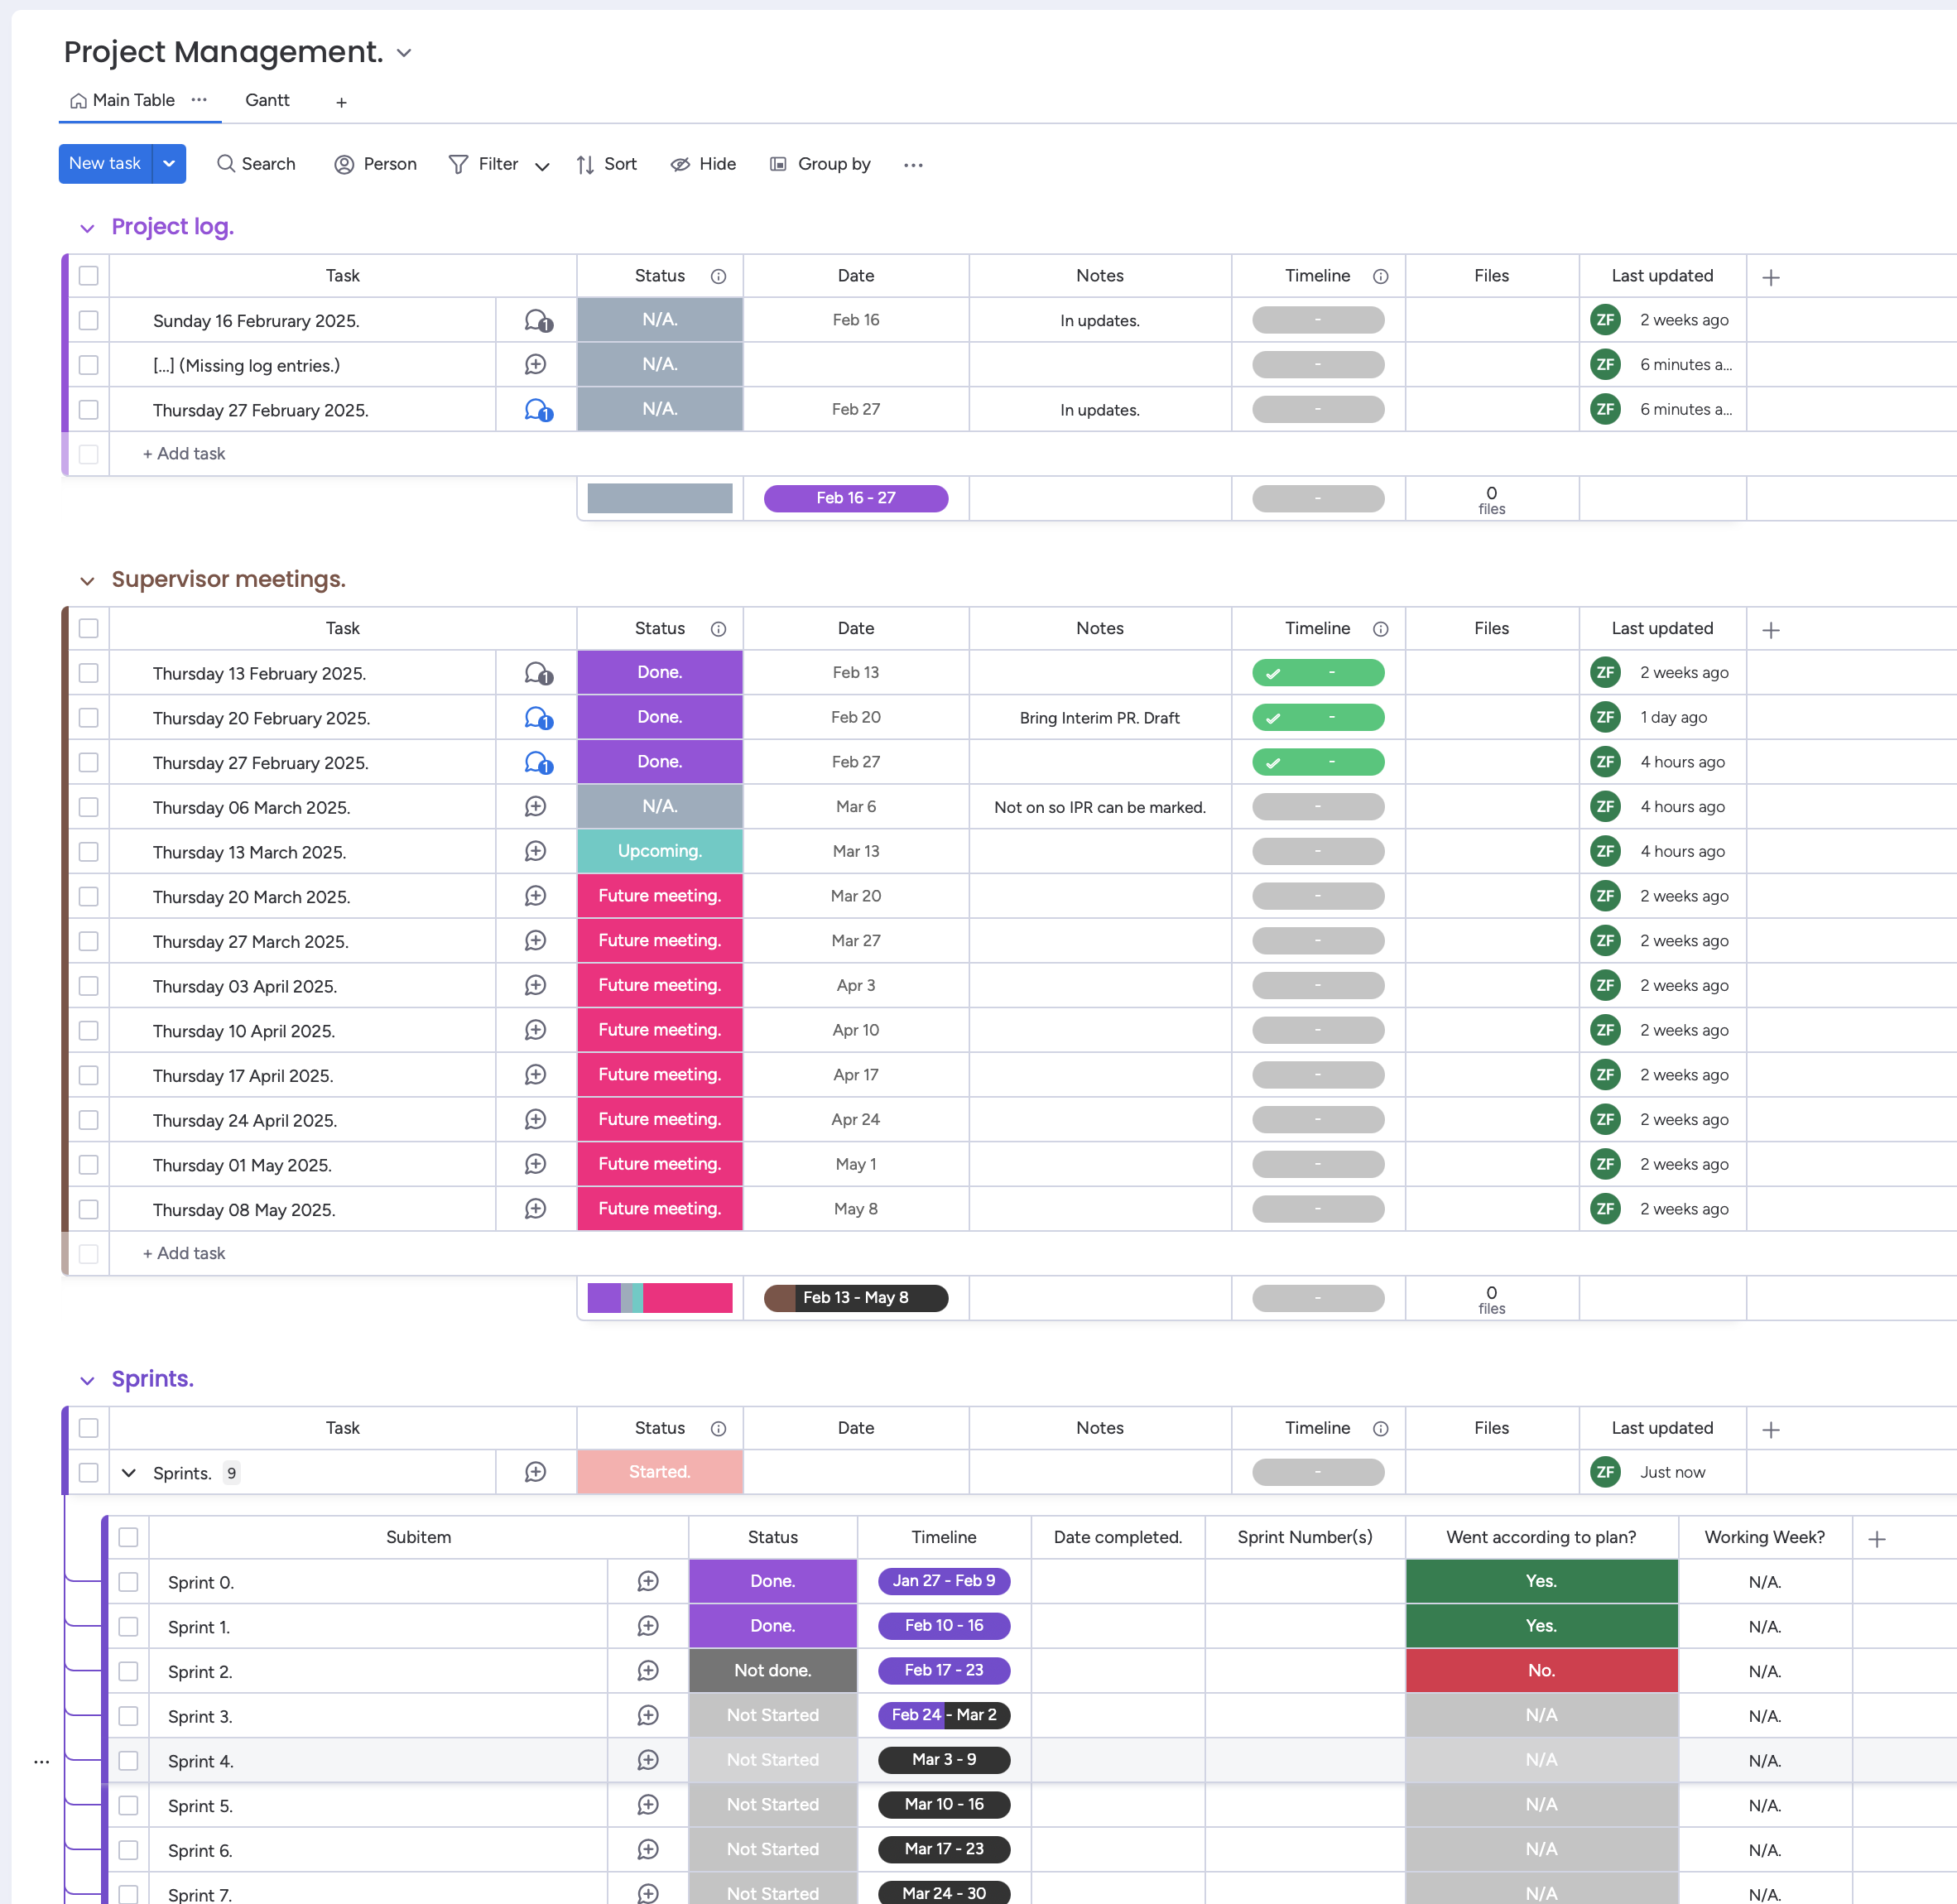 Project Management.
Main Table ... Gantt +
New task Search Person Filter Sort Hide Group by ...
Project log.
Task Status Date Notes Timeline Files Last updated +
Sunday 16 Februrary 2025. 1 N/A. Feb 16 In updates. - ZF 2 weeks ago
[...] (Missing log entries.) N/A. - ZF 6 minutes a...
Thursday 27 February 2025. 1 N/A. Feb 27 In updates. - ZF 6 minutes a...
+ Add task
Feb 16 - 27 - 0 files
Supervisor meetings.
Task Status Date Notes Timeline Files Last updated +
Thursday 13 February 2025. 1 Done. Feb 13 - ZF 2 weeks ago
Thursday 20 February 2025. 1 Done. Feb 20 Bring Interim PR. Draft - ZF 1 day ago
Thursday 27 February 2025. 1 Done. Feb 27 - ZF 4 hours ago
Thursday 06 March 2025. N/A. Mar 6 Not on so IPR can be marked. - ZF 4 hours ago
Thursday 13 March 2025. Upcoming. Mar 13 - ZF 4 hours ago
Thursday 20 March 2025. Future meeting. Mar 20 - ZF 2 weeks ago
Thursday 27 March 2025. Future meeting. Mar 27 - ZF 2 weeks ago
Thursday 03 April 2025. Future meeting. Apr 3 - ZF 2 weeks ago
Thursday 10 April 2025. Future meeting. Apr 10 - ZF 2 weeks ago
Thursday 17 April 2025. Future meeting. Apr 17 - ZF 2 weeks ago
Thursday 24 April 2025. Future meeting. Apr 24 - ZF 2 weeks ago
Thursday 01 May 2025. Future meeting. May 1 - ZF 2 weeks ago
Thursday 08 May 2025. Future meeting. May 8 - ZF 2 weeks ago
+ Add task
Feb 13 - May 8 - 0 files
Sprints.
Task Status Date Notes Timeline Files Last updated +
Sprints. 9 Started. - ZF Just now
Subitem Status Timeline Date completed. Sprint Number(s) Went according to plan? Working Week? +
Sprint 0. Done. Jan 27 - Feb 9 Yes. N/A.
Sprint 1. Done. Feb 10 - 16 Yes. N/A.
Sprint 2. Not done. Feb 17 - 23 No. N/A.
Sprint 3. Not Started Feb 24 - Mar 2 N/A N/A.
... Sprint 4. Not Started Mar 3 - 9 N/A N/A.
Sprint 5. Not Started Mar 10 - 16 N/A N/A.
Sprint 6. Not Started Mar 17 - 23 N/A N/A.
Sprint 7. Not Started Mar 24 - 30 N/A N/A.